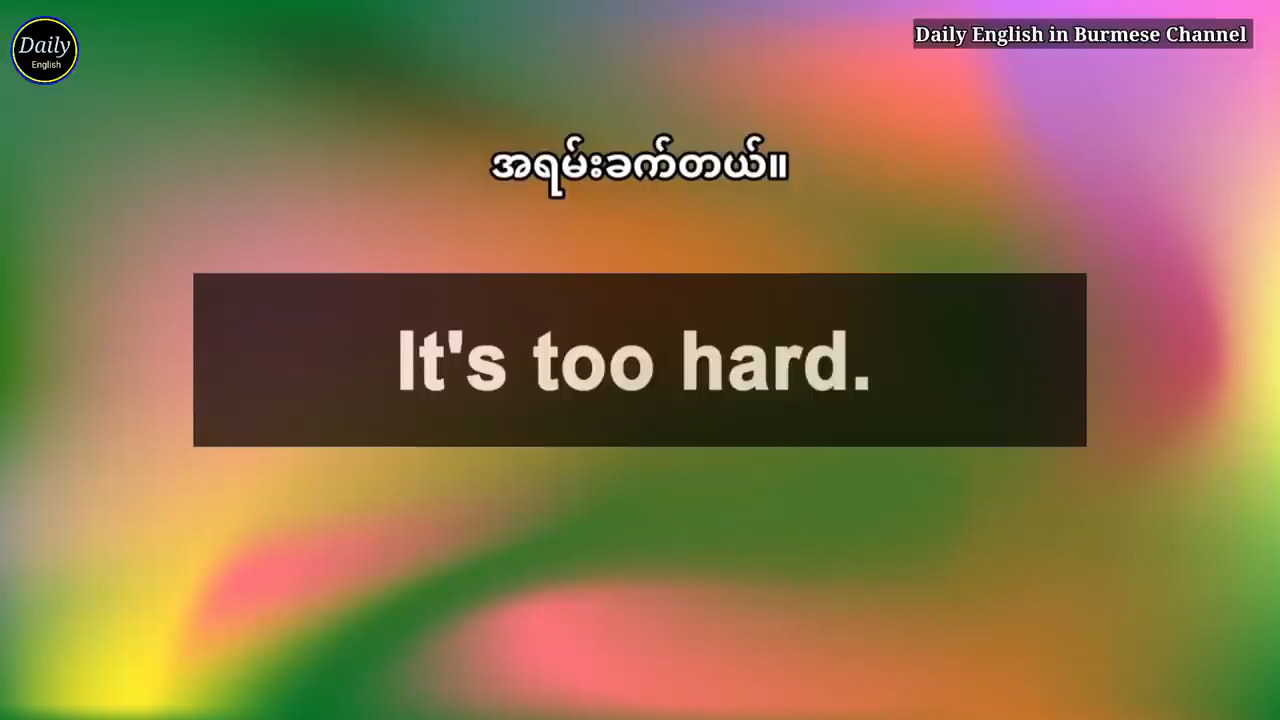 Daily
English
Daily English in Burmese Channel
အရမ်းခက်တယ်။
It's too hard.